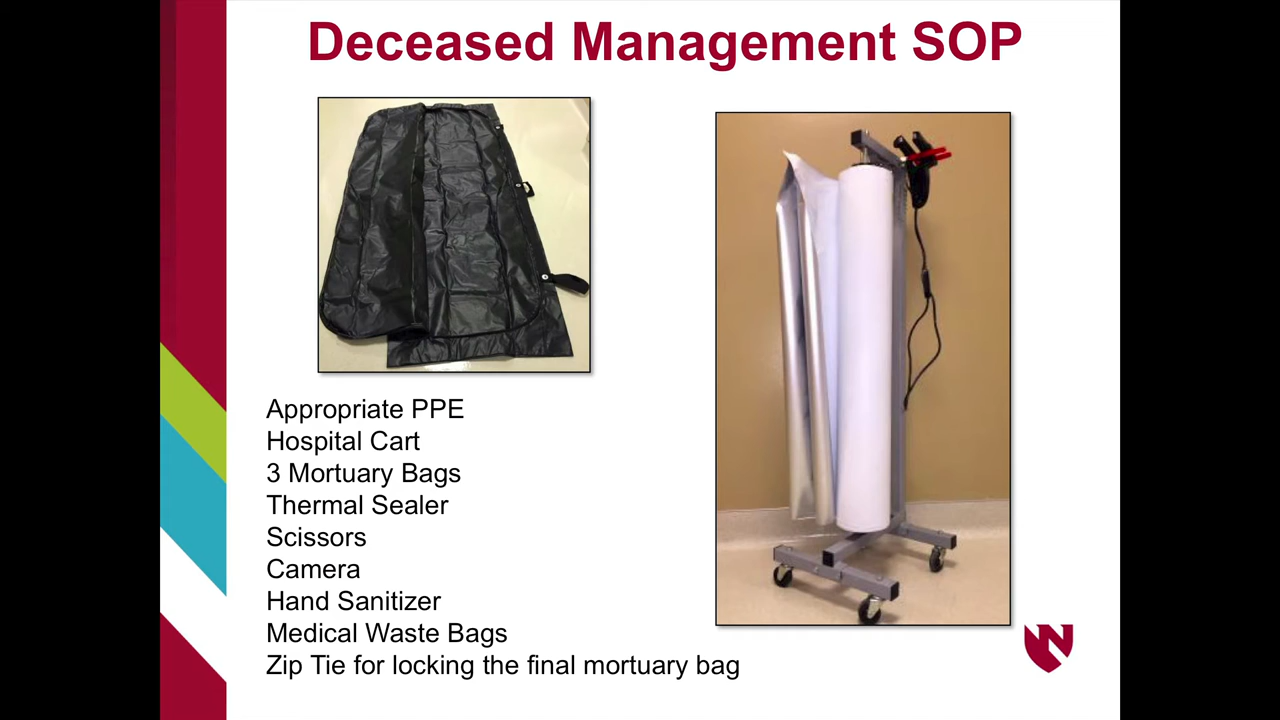 Deceased Management SOP
Appropriate PPE
Hospital Cart
3 Mortuary Bags
Thermal Sealer
Scissors
Camera
Hand Sanitizer
Medical Waste Bags
Zip Tie for locking the final mortuary bag
N